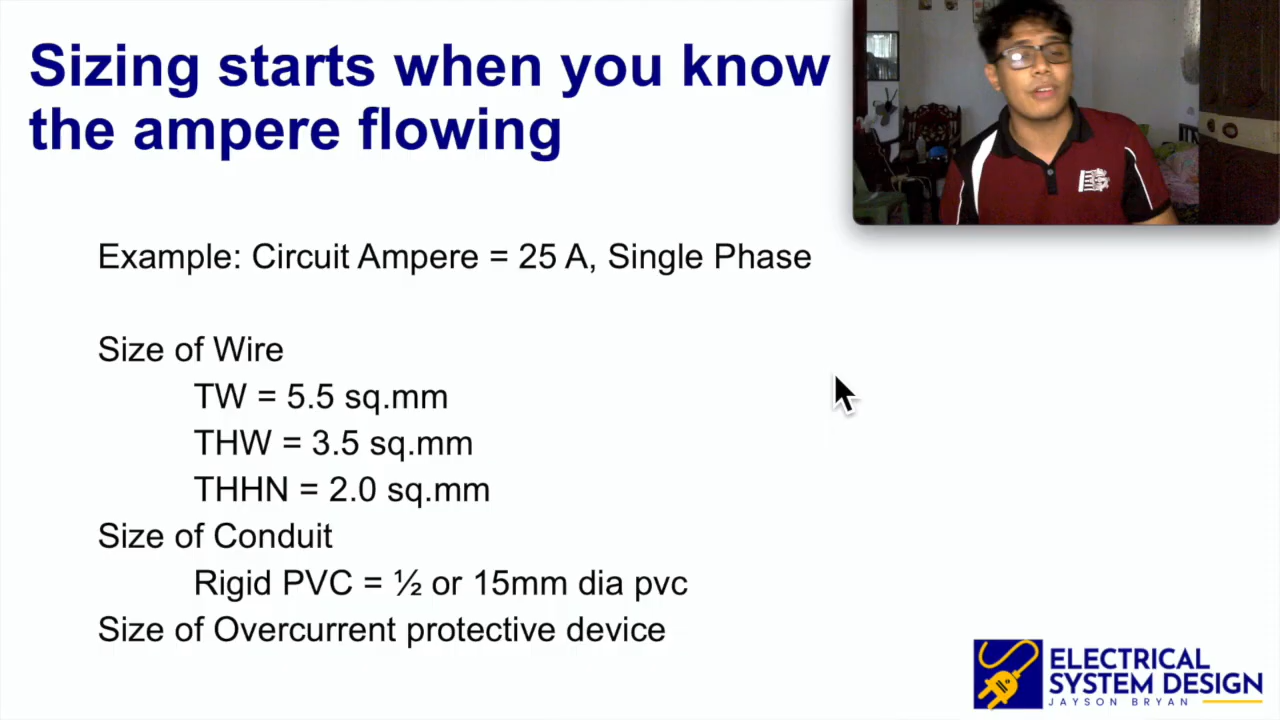 Sizing starts when you know
the ampere flowing
Example: Circuit Ampere = 25 A, Single Phase
Size of Wire
TW = 5.5 sq.mm
THW = 3.5 sq.mm
THHN = 2.0 sq.mm
Size of Conduit
Rigid PVC = ½ or 15mm dia pvc
Size of Overcurrent protective device
ELECTRICAL
SYSTEM DESIGN
JAYSON BRYAN